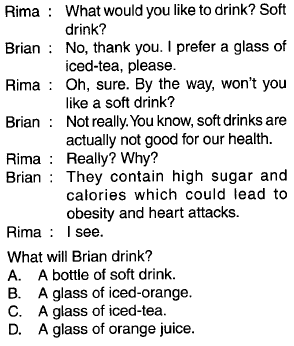 Rima : What would you like to drink? Soft
drink?
Brian : No, thank you. I prefer a glass of
iced-tea, please.
Rima : Oh, sure. By the way, won't you
like a soft drink?
Brian : Not really. You know, soft drinks are
actually not good for our health.
Rima : Really? Why?
Brian : They contain high sugar and
calories which could lead to
obesity and heart attacks.
Rima : I see.
What will Brian drink?
A. A bottle of soft drink.
B. A glass of iced-orange.
C. A glass of iced-tea.
D. A glass of orange juice.